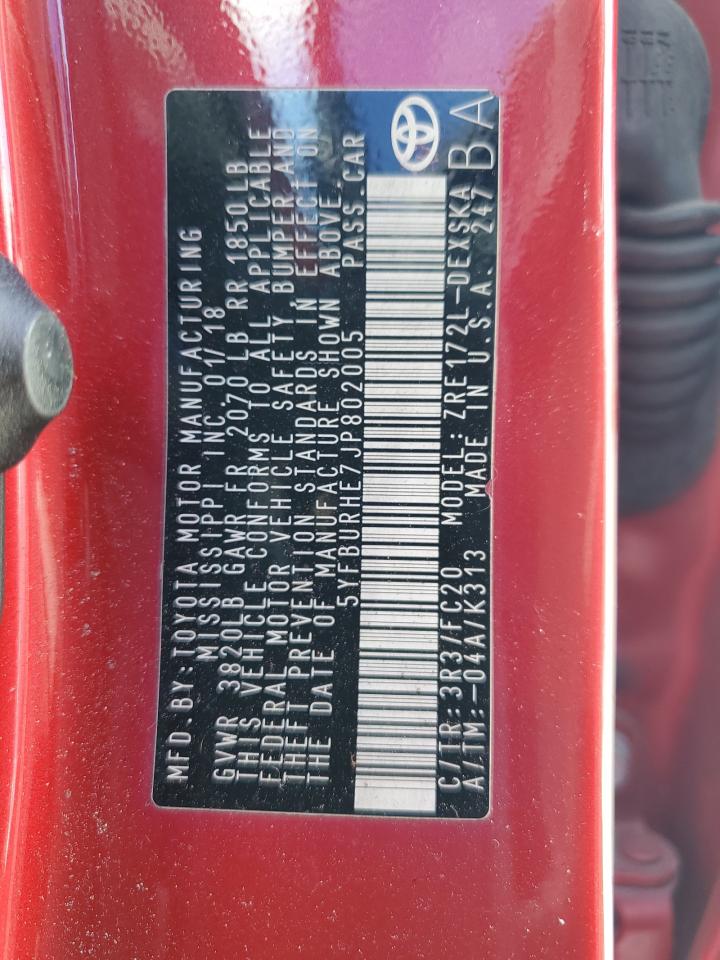 MFD.BY:TOYOTA MOTOR MANUFACTURING
MISSISSIPPI INC. 01/18
GVWR 3820LB GAWR FR 2070 LB RR 1850LB
THIS VEHICLE CONFORMS TO ALL APPLICABLE
FEDERAL MOTOR VEHICLE SAFETY, BUMPER, AND
THEFT PREVENTION STANDARDS IN EFFECT ON
THE DATE OF MANUFACTURE SHOWN ABOVE.
5YFBURHE7JP802005 PASS.CAR
C/TR:3R3/FC20 MODEL:ZRE172L-DEXSKA
A/TM:-04A/K313 MADE IN U.S.A. 247 BA